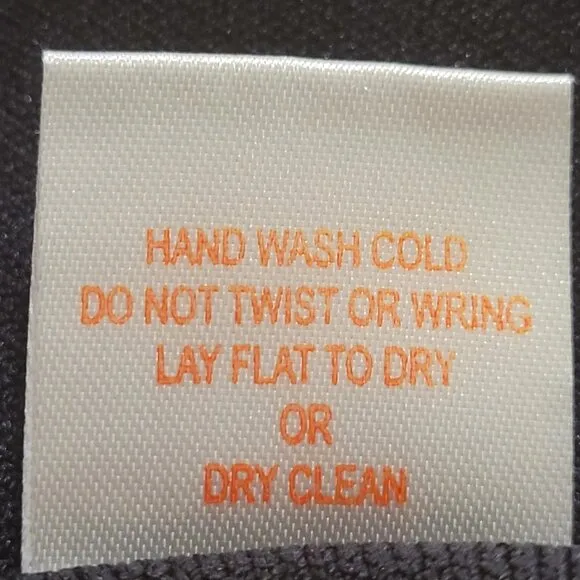 HAND WASH COLD
DO NOT TWIST OR WRING
LAY FLAT TO DRY
OR
DRY CLEAN